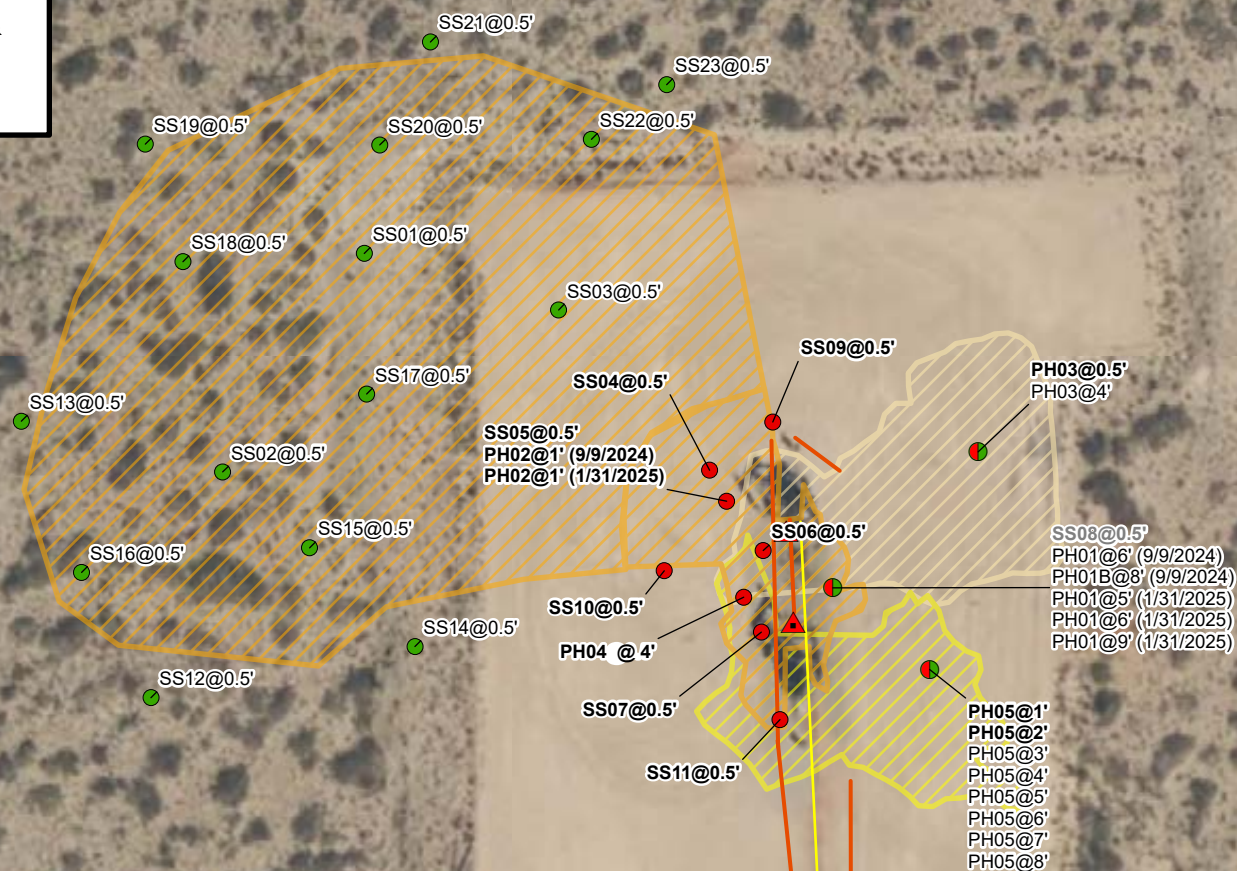 SS21@0.5'
SS23@0.5'
SS19@0.5'
SS20@0.5'
SS22@0.5'
SS18@0.5'
SS01@0.5'
SS03@0.5'
SS09@0.5'
SS17@0.5'
SS04@0.5'
PH03@0.5'
PH03@4'
SS13@0.5'
SS05@0.5'
PH02@1' (9/9/2024)
PH02@1' (1/31/2025)
SS02@0.5'
SS15@0.5'
SS06@0.5'
SS08@0.5'
PH01@6' (9/9/2024)
PH01B@8' (9/9/2024)
PH01@5' (1/31/2025)
PH01@6' (1/31/2025)
PH01@9' (1/31/2025)
SS16@0.5'
SS10@0.5'
SS14@0.5'
PH04 @ 4'
SS12@0.5'
SS07@0.5'
SS11@0.5'
PH05@1'
PH05@2'
PH05@3'
PH05@4'
PH05@5'
PH05@6'
PH05@7'
PH05@8'